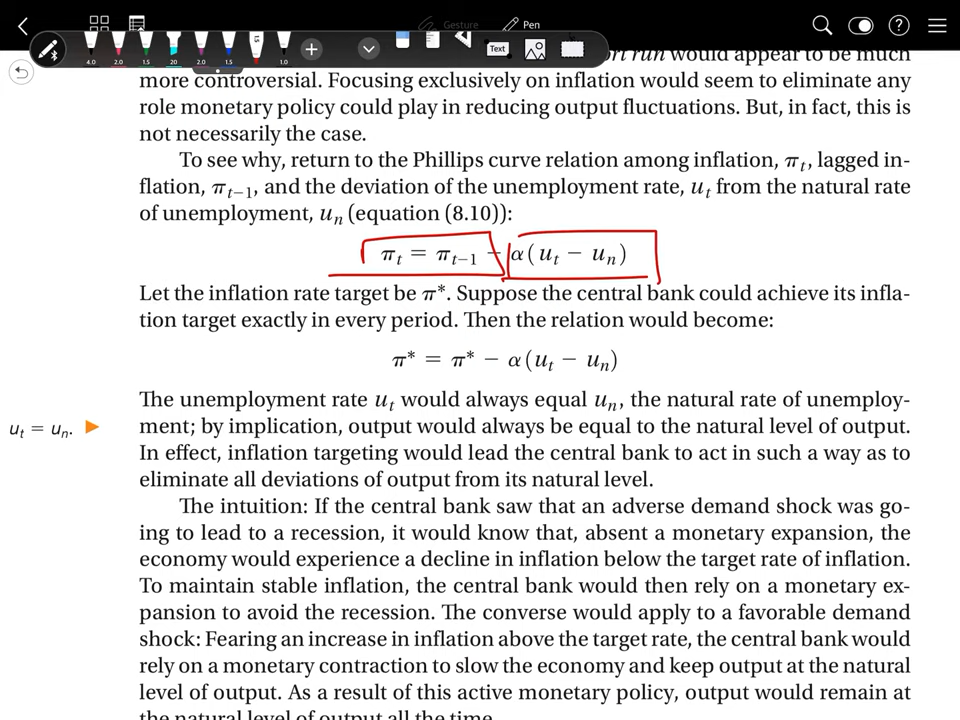 Gesture
Pen
4.0 2.0 1.5 20 2.0 1.5 1.5 1.0
Text
run would appear to be much
more controversial. Focusing exclusively on inflation would seem to eliminate any
role monetary policy could play in reducing output fluctuations. But, in fact, this is
not necessarily the case.
To see why, return to the Phillips curve relation among inflation, πt, lagged in-
flation, πt−1, and the deviation of the unemployment rate, ut from the natural rate
of unemployment, un (equation (8.10)):
πt = πt−1 − α(ut − un)
Let the inflation rate target be π*. Suppose the central bank could achieve its infla-
tion target exactly in every period. Then the relation would become:
π* = π* − α(ut − un)
The unemployment rate ut would always equal un, the natural rate of unemploy-
ment; by implication, output would always be equal to the natural level of output.
ut = un.
In effect, inflation targeting would lead the central bank to act in such a way as to
eliminate all deviations of output from its natural level.
The intuition: If the central bank saw that an adverse demand shock was go-
ing to lead to a recession, it would know that, absent a monetary expansion, the
economy would experience a decline in inflation below the target rate of inflation.
To maintain stable inflation, the central bank would then rely on a monetary ex-
pansion to avoid the recession. The converse would apply to a favorable demand
shock: Fearing an increase in inflation above the target rate, the central bank would
rely on a monetary contraction to slow the economy and keep output at the natural
level of output. As a result of this active monetary policy, output would remain at
the natural level of output all the time.